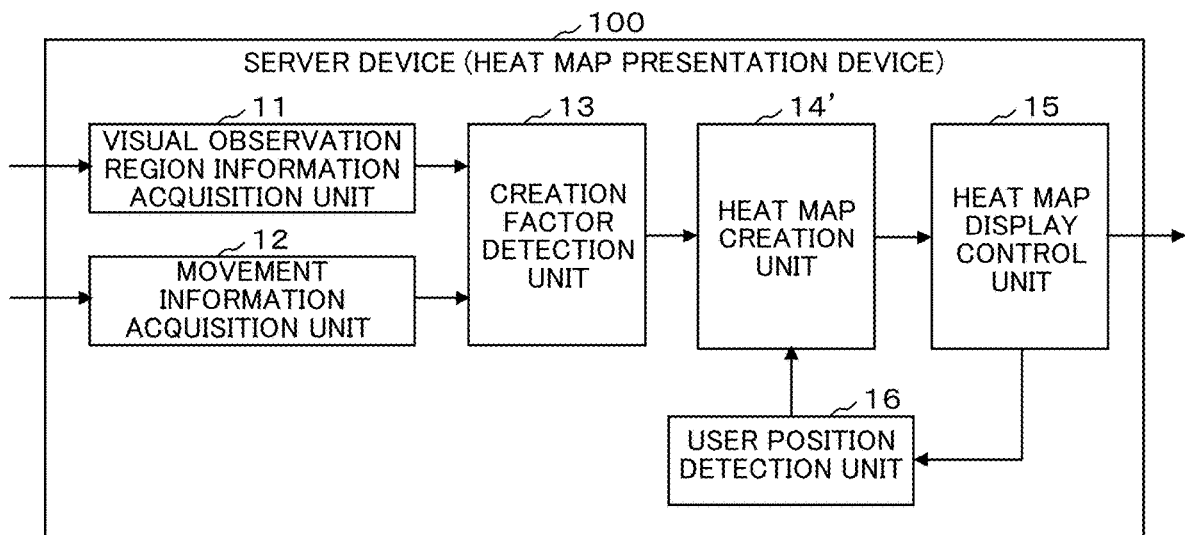 100
SERVER DEVICE (HEAT MAP PRESENTATION DEVICE)
11
VISUAL OBSERVATION
REGION INFORMATION
ACQUISITION UNIT
12
MOVEMENT
INFORMATION
ACQUISITION UNIT
13
CREATION
FACTOR
DETECTION
UNIT
14'
HEAT MAP
CREATION
UNIT
15
HEAT MAP
DISPLAY
CONTROL
UNIT
16
USER POSITION
DETECTION UNIT